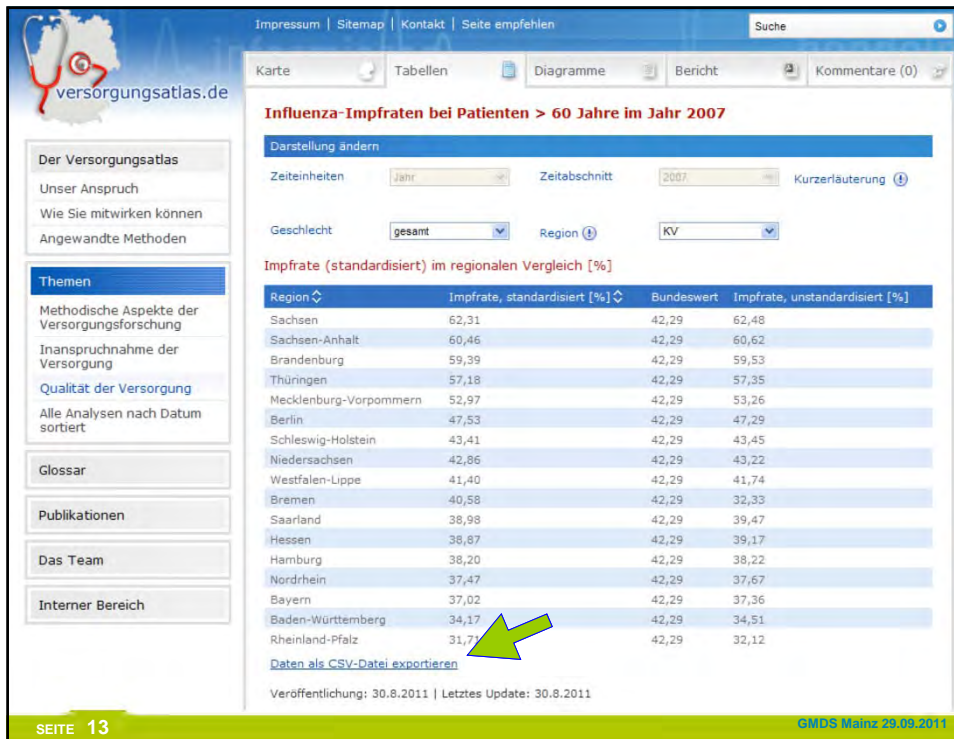 Impressum | Sitemap | Kontakt | Seite empfehlen
Suche
versorgungsatlas.de
Karte Tabellen Diagramme Bericht Kommentare (0)
Influenza-Impfraten bei Patienten > 60 Jahre im Jahr 2007
Der Versorgungsatlas
Unser Anspruch
Wie Sie mitwirken können
Angewandte Methoden
Themen
Methodische Aspekte der
Versorgungsforschung
Inanspruchnahme der
Versorgung
Qualität der Versorgung
Alle Analysen nach Datum
sortiert
Glossar
Publikationen
Das Team
Interner Bereich
Darstellung ändern
Zeiteinheiten Jahr Zeitabschnitt 2007 Kurzerläuterung
Geschlecht gesamt Region KV
Impfrate (standardisiert) im regionalen Vergleich [%]
Region Impfrate, standardisiert [%] Bundeswert Impfrate, unstandardisiert [%]
Sachsen 62,31 42,29 62,48
Sachsen-Anhalt 60,46 42,29 60,62
Brandenburg 59,39 42,29 59,53
Thüringen 57,18 42,29 57,35
Mecklenburg-Vorpommern 52,97 42,29 53,26
Berlin 47,53 42,29 47,29
Schleswig-Holstein 43,41 42,29 43,45
Niedersachsen 42,86 42,29 43,22
Westfalen-Lippe 41,40 42,29 41,74
Bremen 40,58 42,29 32,33
Saarland 38,98 42,29 39,47
Hessen 38,87 42,29 39,17
Hamburg 38,20 42,29 38,22
Nordrhein 37,47 42,29 37,67
Bayern 37,02 42,29 37,36
Baden-Württemberg 34,17 42,29 34,51
Rheinland-Pfalz 31,71 42,29 32,12
Daten als CSV-Datei exportieren
Veröffentlichung: 30.8.2011 | Letztes Update: 30.8.2011
SEITE 13
GMDS Mainz 29.09.2011